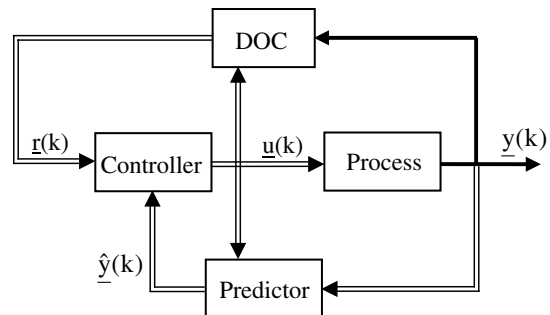 DOC
r(k)
Controller
u(k)
Process
y(k)
ŷ(k)
Predictor